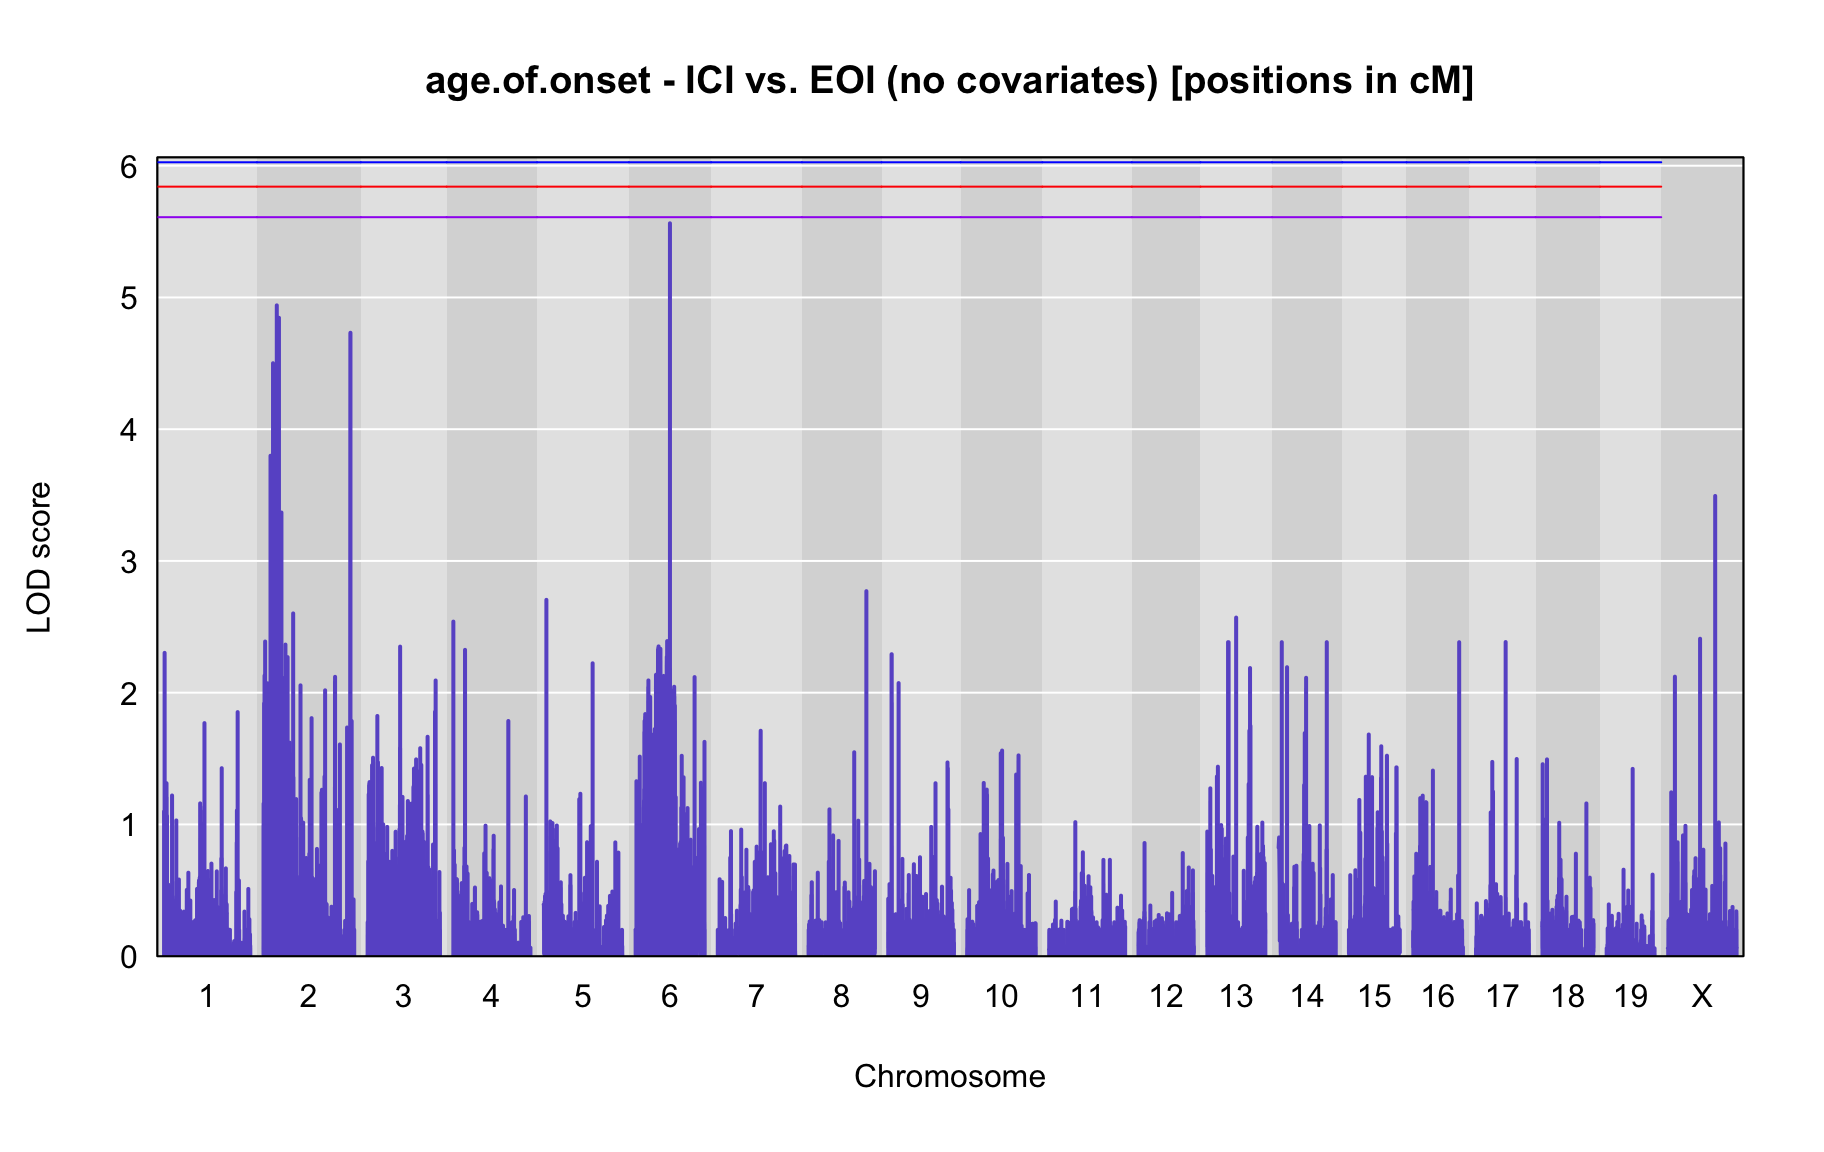 age.of.onset - ICI vs. EOI (no covariates) [positions in cM]
6
5
4
3
2
1
0
LOD score
1 2 3 4 5 6 7 8 9 10 11 12 13 14 15 16 17 18 19 X
Chromosome